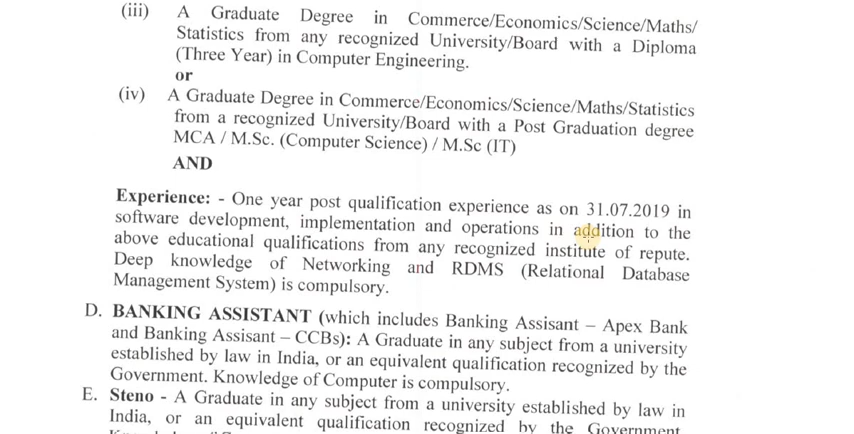 (iii) A Graduate Degree in Commerce/Economics/Science/Maths/
Statistics from any recognized University/Board with a Diploma
(Three Year) in Computer Engineering.
or
(iv) A Graduate Degree in Commerce/Economics/Science/Maths/Statistics
from a recognized University/Board with a Post Graduation degree
MCA / M.Sc. (Computer Science) / M.Sc (IT)
AND
Experience: - One year post qualification experience as on 31.07.2019 in
software development, implementation and operations in addition to the
above educational qualifications from any recognized institute of repute.
Deep knowledge of Networking and RDMS (Relational Database
Management System) is compulsory.
D. BANKING ASSISTANT (which includes Banking Assisant – Apex Bank
and Banking Assisant – CCBs): A Graduate in any subject from a university
established by law in India, or an equivalent qualification recognized by the
Government. Knowledge of Computer is compulsory.
E. Steno - A Graduate in any subject from a university established by law in
India, or an equivalent qualification recognized by the Government.